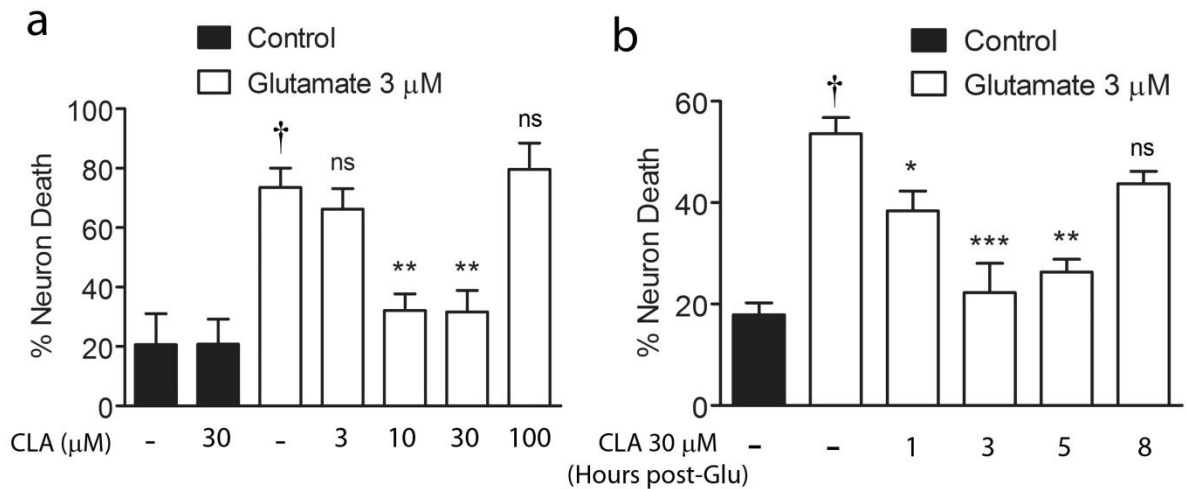 a
Control
Glutamate 3 μM
% Neuron Death
100
80
60
40
20
0
†
ns
**
**
ns
CLA (μM) – 30 – 3 10 30 100
b
Control
Glutamate 3 μM
% Neuron Death
60
40
20
0
†
*
***
**
ns
CLA 30 μM – – 1 3 5 8
(Hours post-Glu)